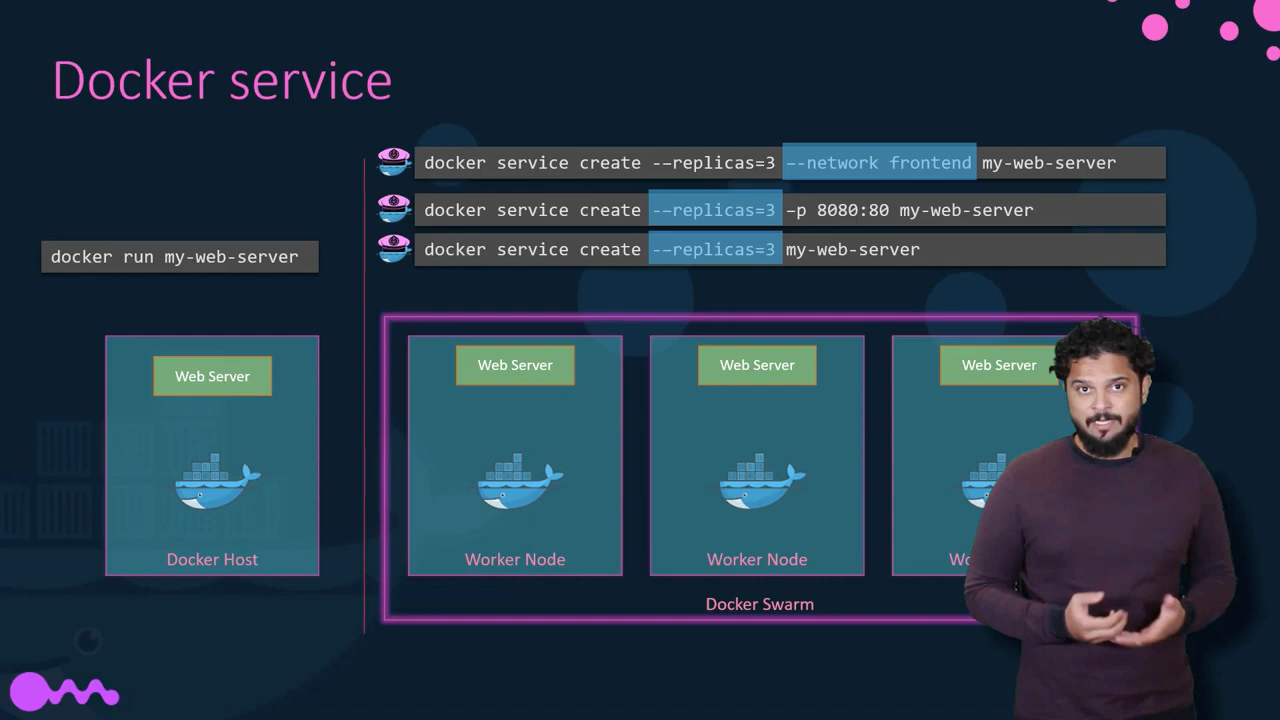 Docker service
docker service create --replicas=3 --network frontend my-web-server
docker service create --replicas=3 –p 8080:80 my-web-server
docker service create --replicas=3 my-web-server
docker run my-web-server
Web Server
Docker Host
Web Server
Web Server
Web Server
Worker Node
Worker Node
Docker Swarm